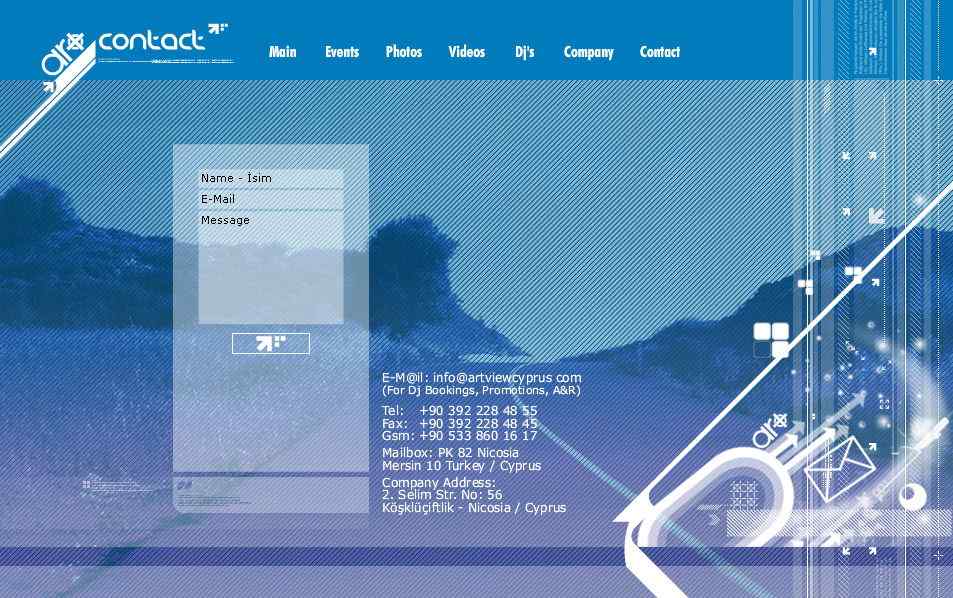 contact
Main Events Photos Videos Dj's Company Contact
Name - İsim
E-Mail
Message
E-M@il: info@artviewcyprus com
(For Dj Bookings, Promotions, A&R)
Tel: +90 392 228 48 55
Fax: +90 392 228 48 45
Gsm: +90 533 860 16 17
Mailbox: PK 82 Nicosia
Mersin 10 Turkey / Cyprus
Company Address:
2. Selim Str. No: 56
Köşklüçiftlik - Nicosia / Cyprus